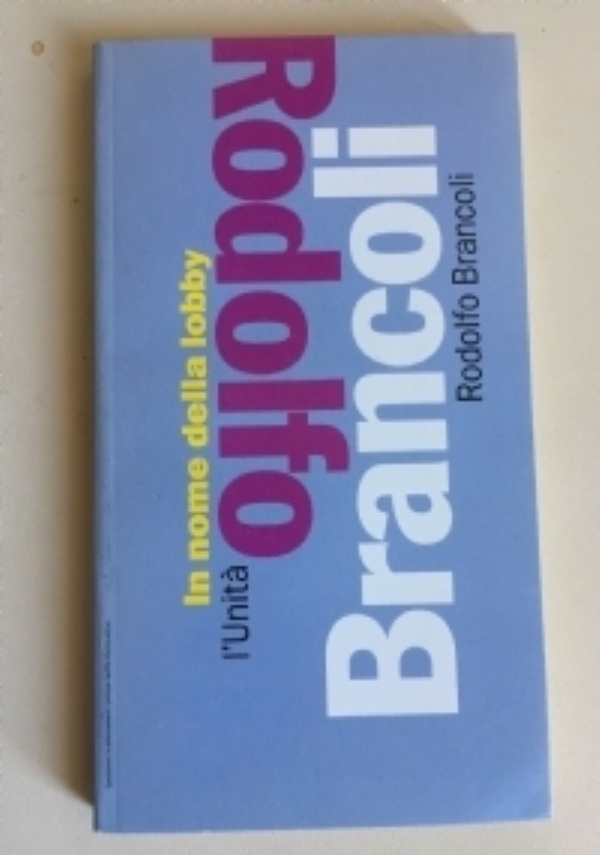 In nome della lobby
l'Unità
Rodolfo
Brancoli
Rodolfo Brancoli